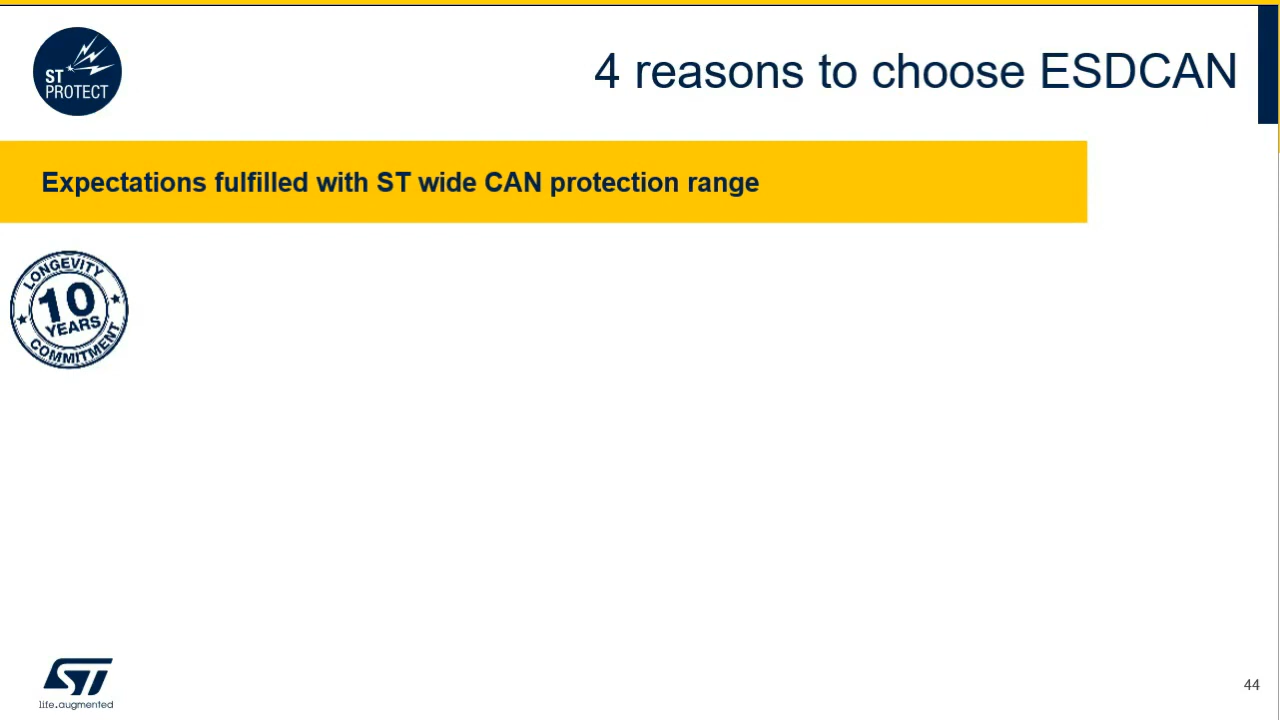 ST
PROTECT
4 reasons to choose ESDCAN
Expectations fulfilled with ST wide CAN protection range
LONGEVITY
10
YEARS
COMMITMENT
ST
life.augmented
44